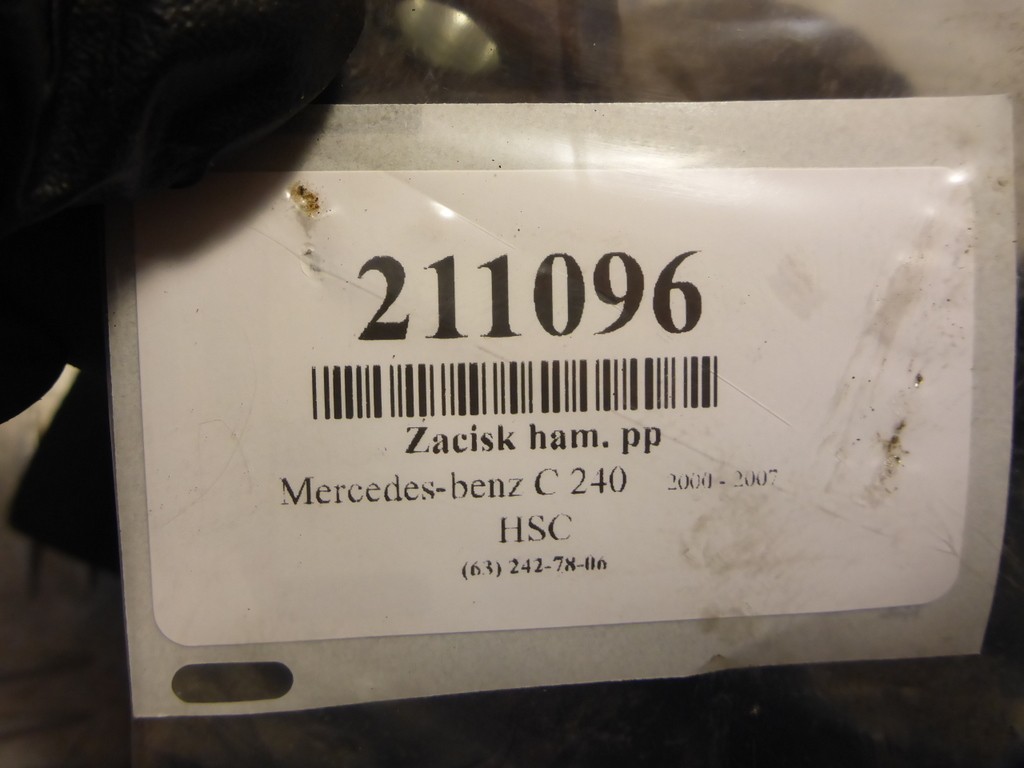 211096
Zacisk ham. pp
Mercedes-benz C 240 2000 - 2007
HSC
(63) 242-78-06